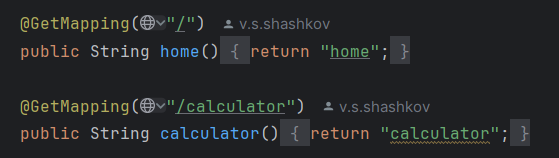 @GetMapping("/") v.s.shashkov
public String home() { return "home"; }
@GetMapping("/calculator") v.s.shashkov
public String calculator() { return "calculator"; }